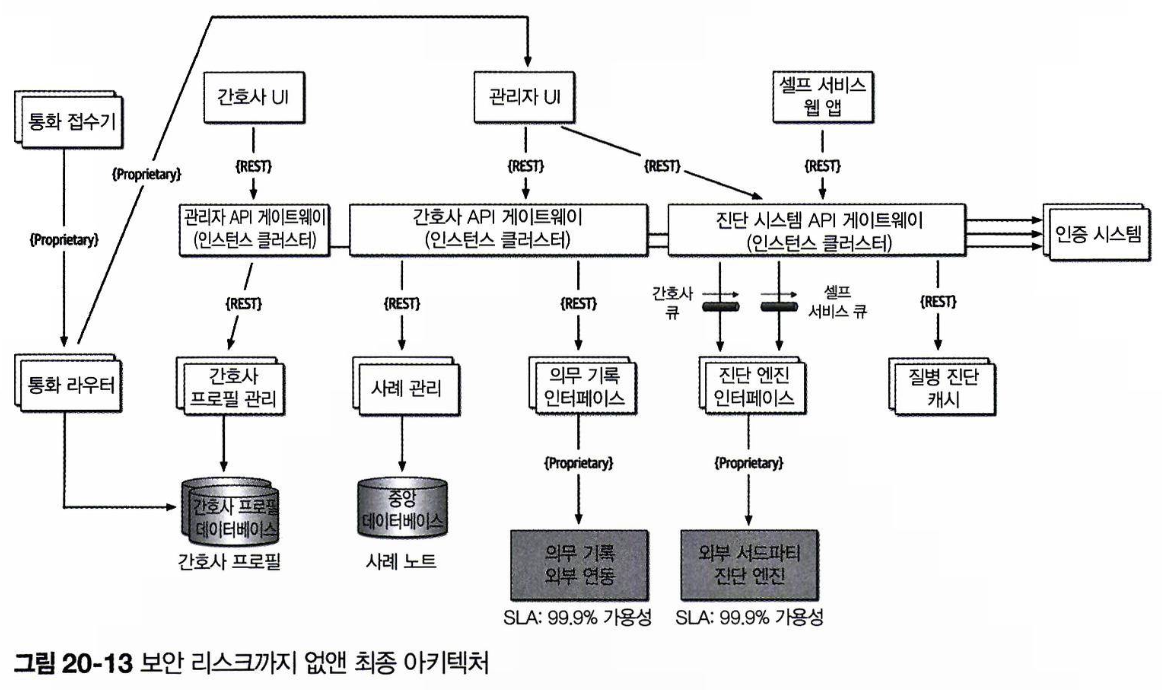 간호사 UI
관리자 UI
셀프 서비스
웹 앱
통화 접수기
{Proprietary}
{REST}
{REST}
{REST}
{REST}
{Proprietary}
관리자 API 게이트웨이
(인스턴스 클러스터)
간호사 API 게이트웨이
(인스턴스 클러스터)
진단 시스템 API 게이트웨이
(인스턴스 클러스터)
인증 시스템
{REST}
{REST}
{REST}
간호사
큐
셀프
서비스 큐
{REST}
통화 라우터
간호사
프로필 관리
사례 관리
의무 기록
인터페이스
진단 엔진
인터페이스
질병 진단
캐시
{Proprietary}
{Proprietary}
간호사 프로필
데이터베이스
간호사 프로필
중앙
데이터베이스
사례 노트
의무 기록
외부 연동
SLA: 99.9% 가용성
외부 서드파티
진단 엔진
SLA: 99.9% 가용성
그림 20-13 보안 리스크까지 없앤 최종 아키텍처